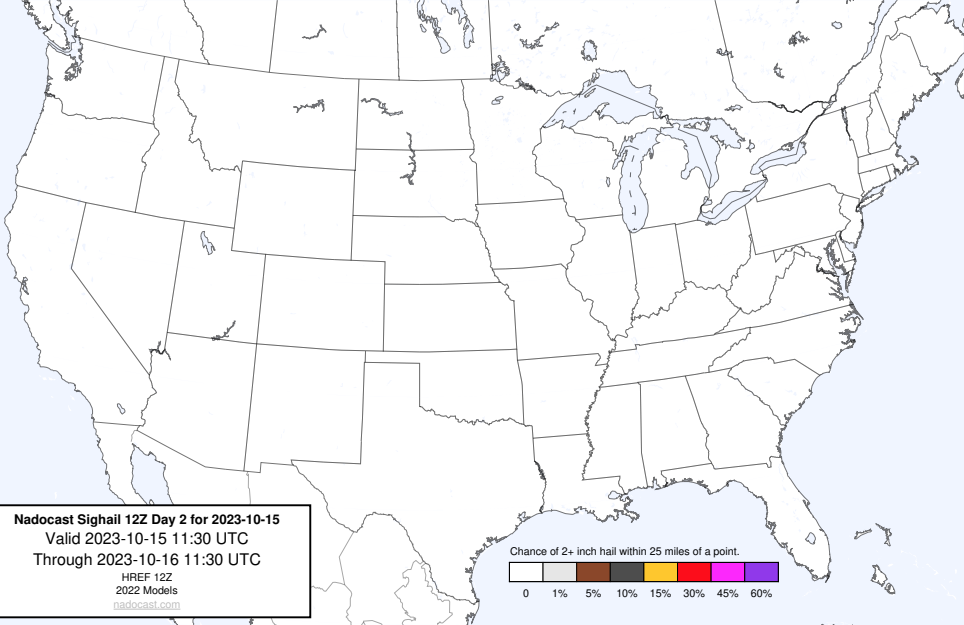 Nadocast Sighail 12Z Day 2 for 2023-10-15
Valid 2023-10-15 11:30 UTC
Through 2023-10-16 11:30 UTC
HREF 12Z
2022 Models
nadocast.com
Chance of 2+ inch hail within 25 miles of a point.
0 1% 5% 10% 15% 30% 45% 60%